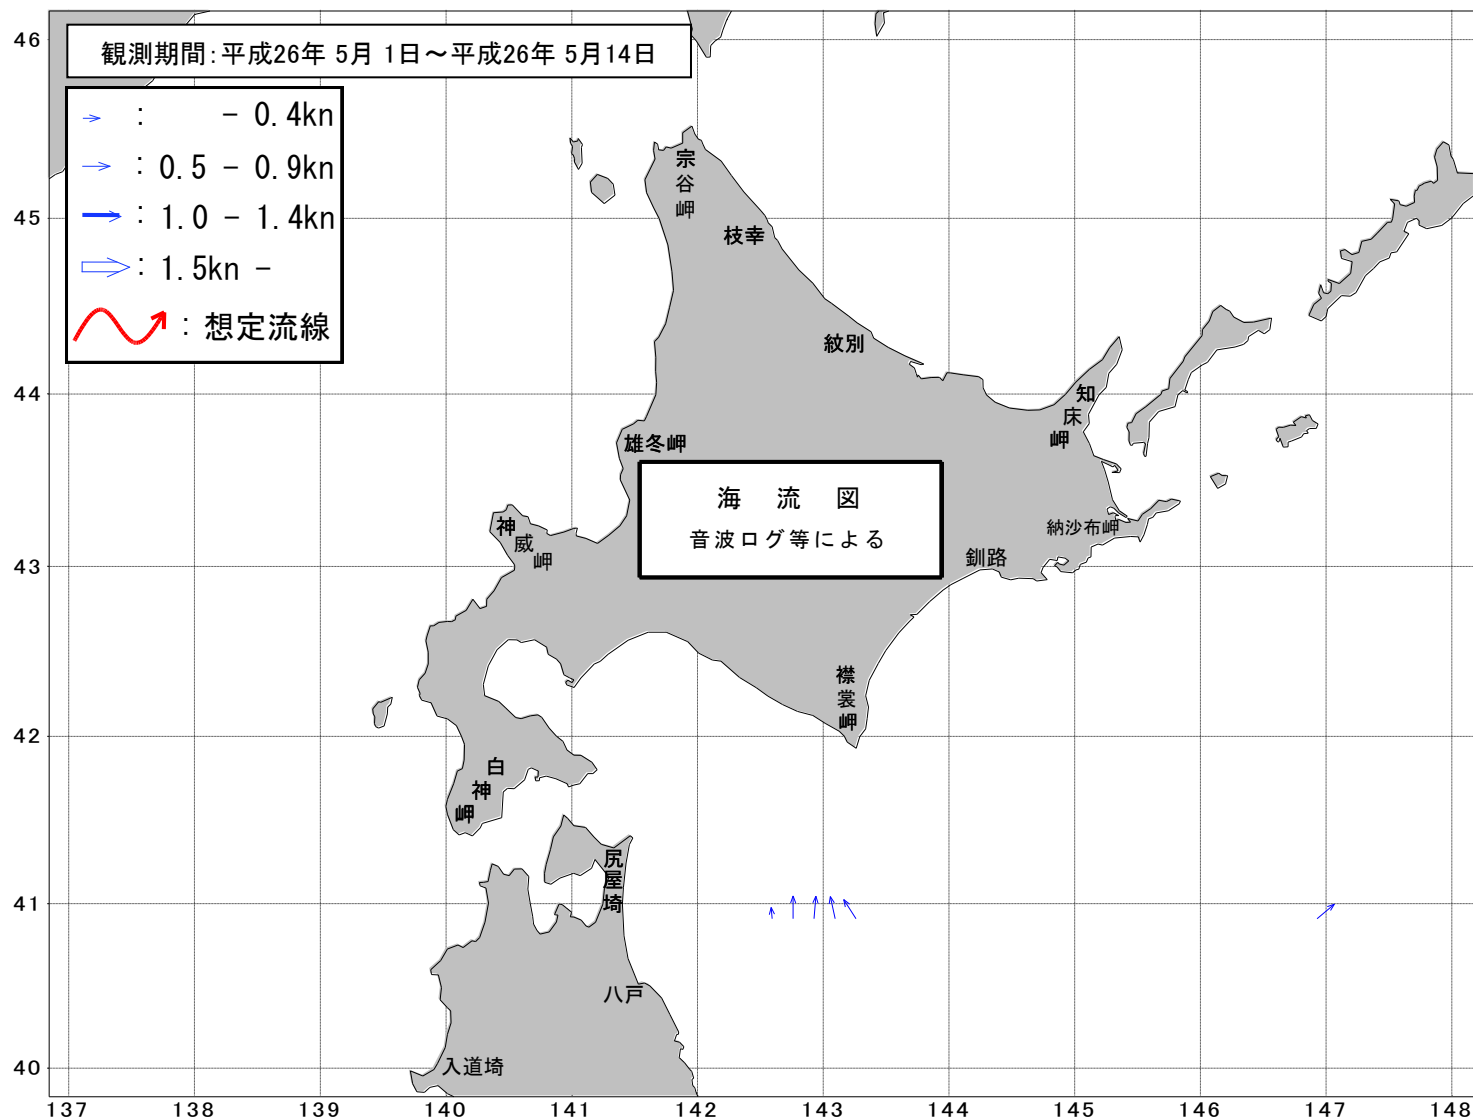 観測期間:平成26年 5月 1日～平成26年 5月14日
: - 0.4kn
: 0.5 - 0.9kn
: 1.0 - 1.4kn
: 1.5kn -
: 想定流線
海 流 図
音波ログ等による
宗谷岬
枝幸
紋別
知床岬
雄冬岬
納沙布岬
神威岬
釧路
襟裳岬
白神岬
尻屋埼
八戸
入道埼
46
45
44
43
42
41
40
137 138 139 140 141 142 143 144 145 146 147 148